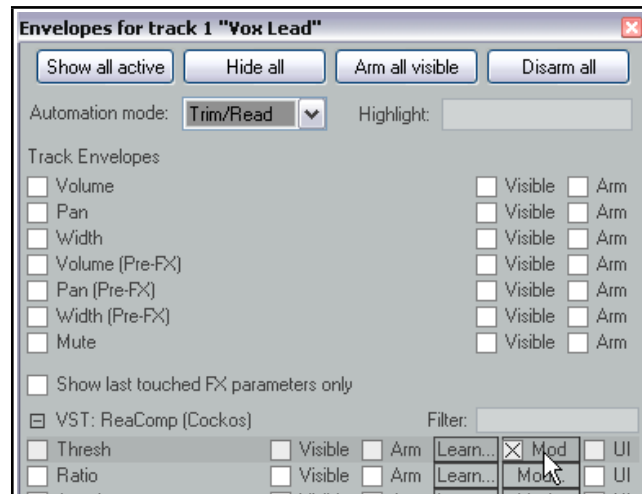 Envelopes for track 1 "Vox Lead"
Show all active Hide all Arm all visible Disarm all
Automation mode: Trim/Read Highlight:
Track Envelopes
Volume Visible Arm
Pan Visible Arm
Width Visible Arm
Volume (Pre-FX) Visible Arm
Pan (Pre-FX) Visible Arm
Width (Pre-FX) Visible Arm
Mute Visible Arm
Show last touched FX parameters only
VST: ReaComp (Cockos) Filter:
Thresh Visible Arm Learn... Mod UI
Ratio Visible Arm Learn... Mod... UI